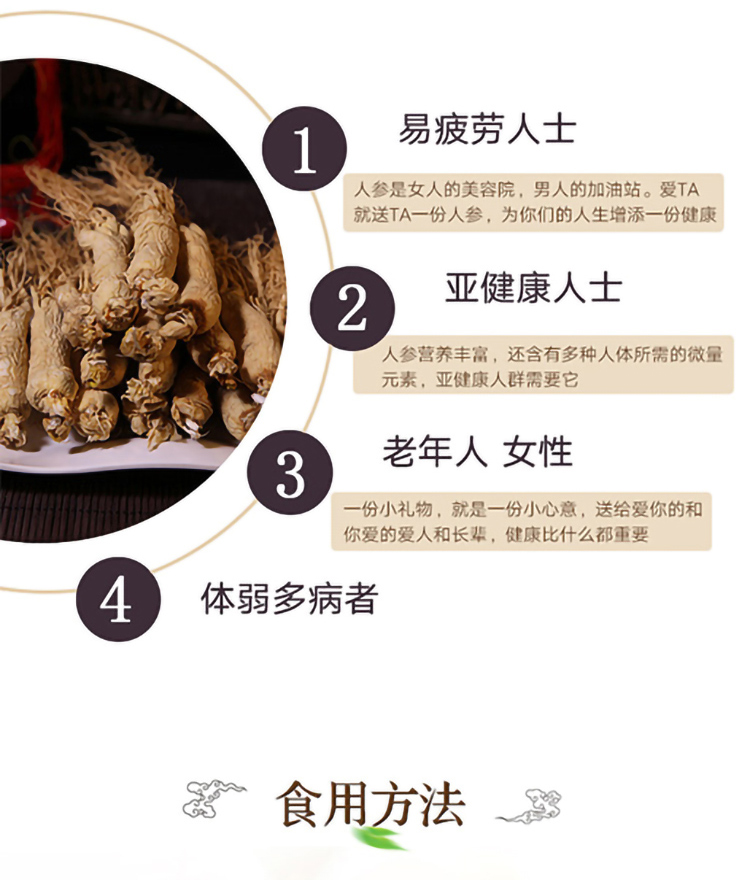 1
易疲劳人士
人参是女人的美容院，男人的加油站。爱TA
就送TA一份人参，为你们的人生增添一份健康
2
亚健康人士
人参营养丰富，还含有多种人体所需的微量
元素，亚健康人群需要它
3
老年人 女性
一份小礼物，就是一份小心意，送给爱你的和
你爱的爱人和长辈，健康比什么都重要
4
体弱多病者
食用方法